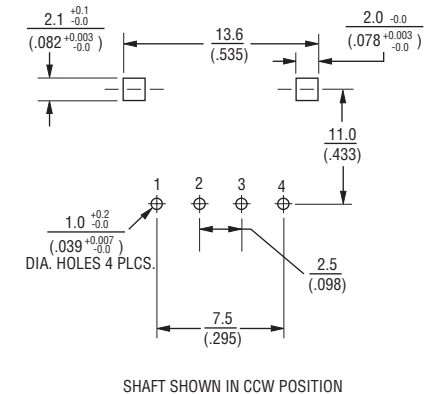 2.1 +0.1 -0.0
(.082 +0.003 -0.0 )
13.6
(.535)
2.0 -0.0
(.078 +0.003 -0.0 )
11.0
(.433)
1 2 3 4
1.0 +0.2 -0.0
(.039 +0.007 -0.0 )
DIA. HOLES 4 PLCS.
2.5
(.098)
7.5
(.295)
SHAFT SHOWN IN CCW POSITION